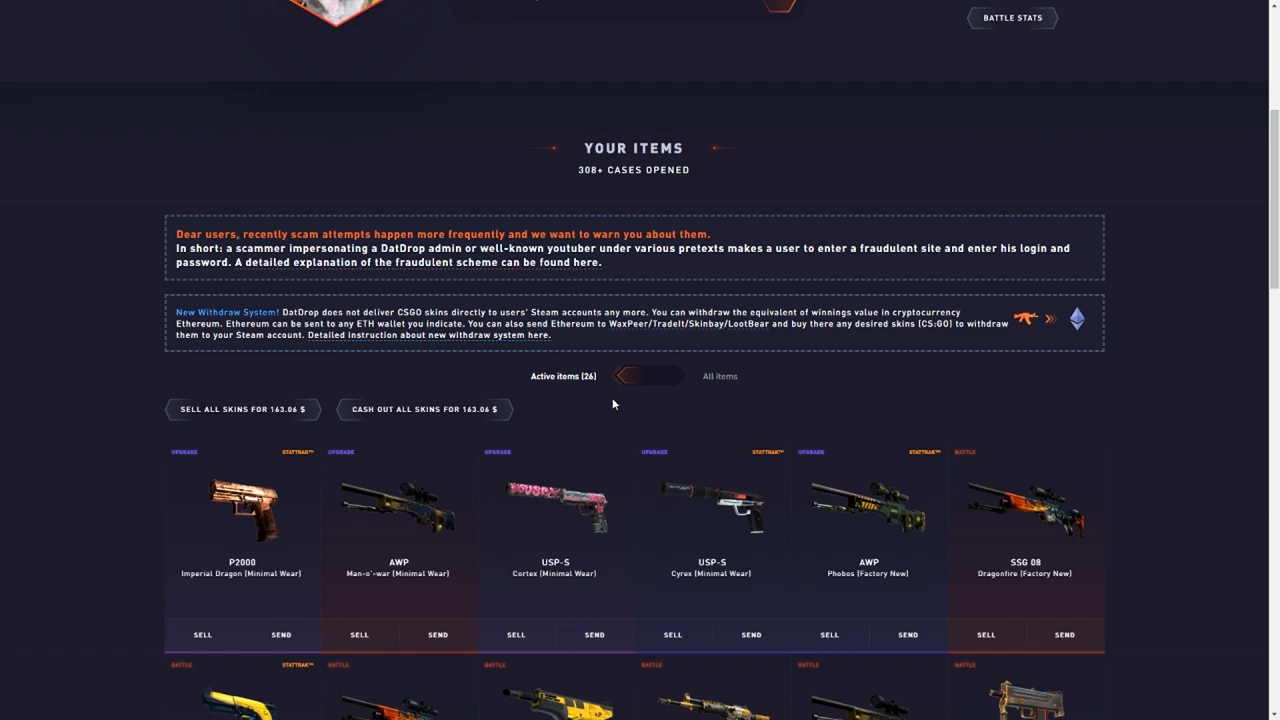 BATTLE STATS
YOUR ITEMS
308+ CASES OPENED
Dear users, recently scam attempts happen more frequently and we want to warn you about them.
In short: a scammer impersonating a DatDrop admin or well-known youtuber under various pretexts makes a user to enter a fraudulent site and enter his login and
password. A detailed explanation of the fraudulent scheme can be found here.
New Withdraw System! DatDrop does not deliver CSGO skins directly to users' Steam accounts any more. You can withdraw the equivalent of winnings value in cryptocurrency
Ethereum. Ethereum can be sent to any ETH wallet you indicate. You can also send Ethereum to WaxPeer/TradeIt/Skinbay/LootBear and buy there any desired skins (CS:GO) to withdraw
them to your Steam account. Detailed instruction about new withdraw system here.
Active items (26) All items
SELL ALL SKINS FOR 163.06 $ CASH OUT ALL SKINS FOR 163.06 $
UPGRADE STATTRAK™ UPGRADE UPGRADE UPGRADE STATTRAK™ UPGRADE STATTRAK™ BATTLE
P2000 AWP USP-S USP-S AWP SSG 08
Imperial Dragon (Minimal Wear) Man-o'-war (Minimal Wear) Cortex (Minimal Wear) Cyrex (Minimal Wear) Phobos (Factory New) Dragonfire (Factory New)
SELL SEND SELL SEND SELL SEND SELL SEND SELL SEND SELL SEND
BATTLE STATTRAK™ BATTLE BATTLE BATTLE BATTLE BATTLE